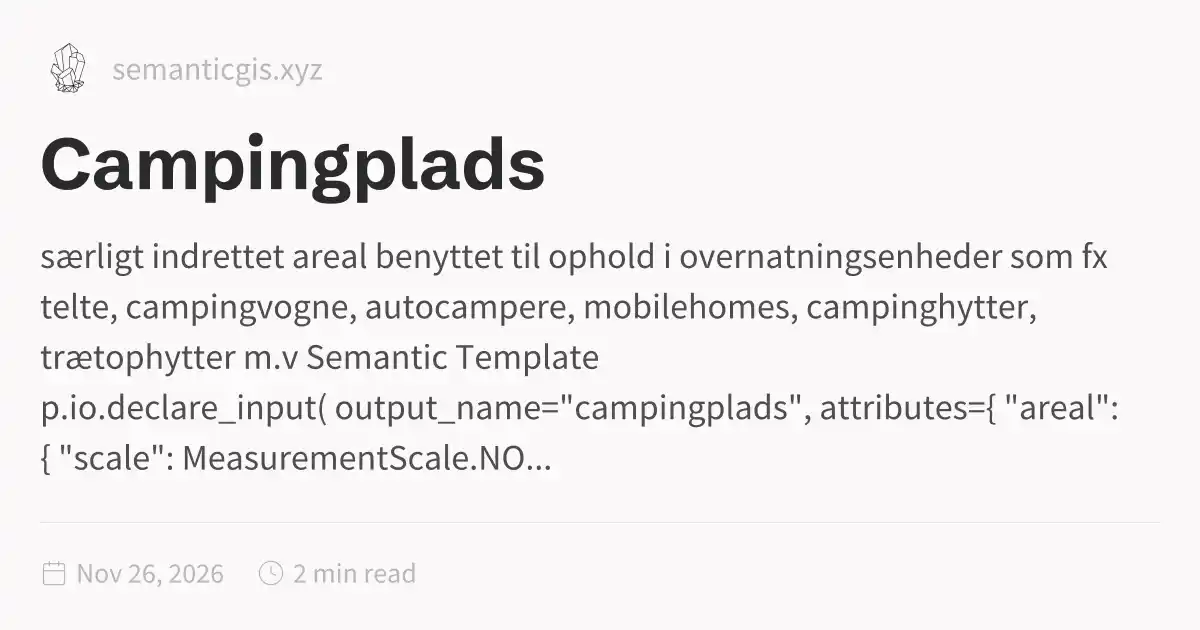 semanticgis.xyz
Campingplads
særligt indrettet areal benyttet til ophold i overnatningsenheder som fx
telte, campingvogne, autocampere, mobilehomes, campinghytter,
trætophytter m.v Semantic Template
p.io.declare_input( output_name="campingplads", attributes={ "areal":
{ "scale": MeasurementScale.NO...
Nov 26, 2026 2 min read